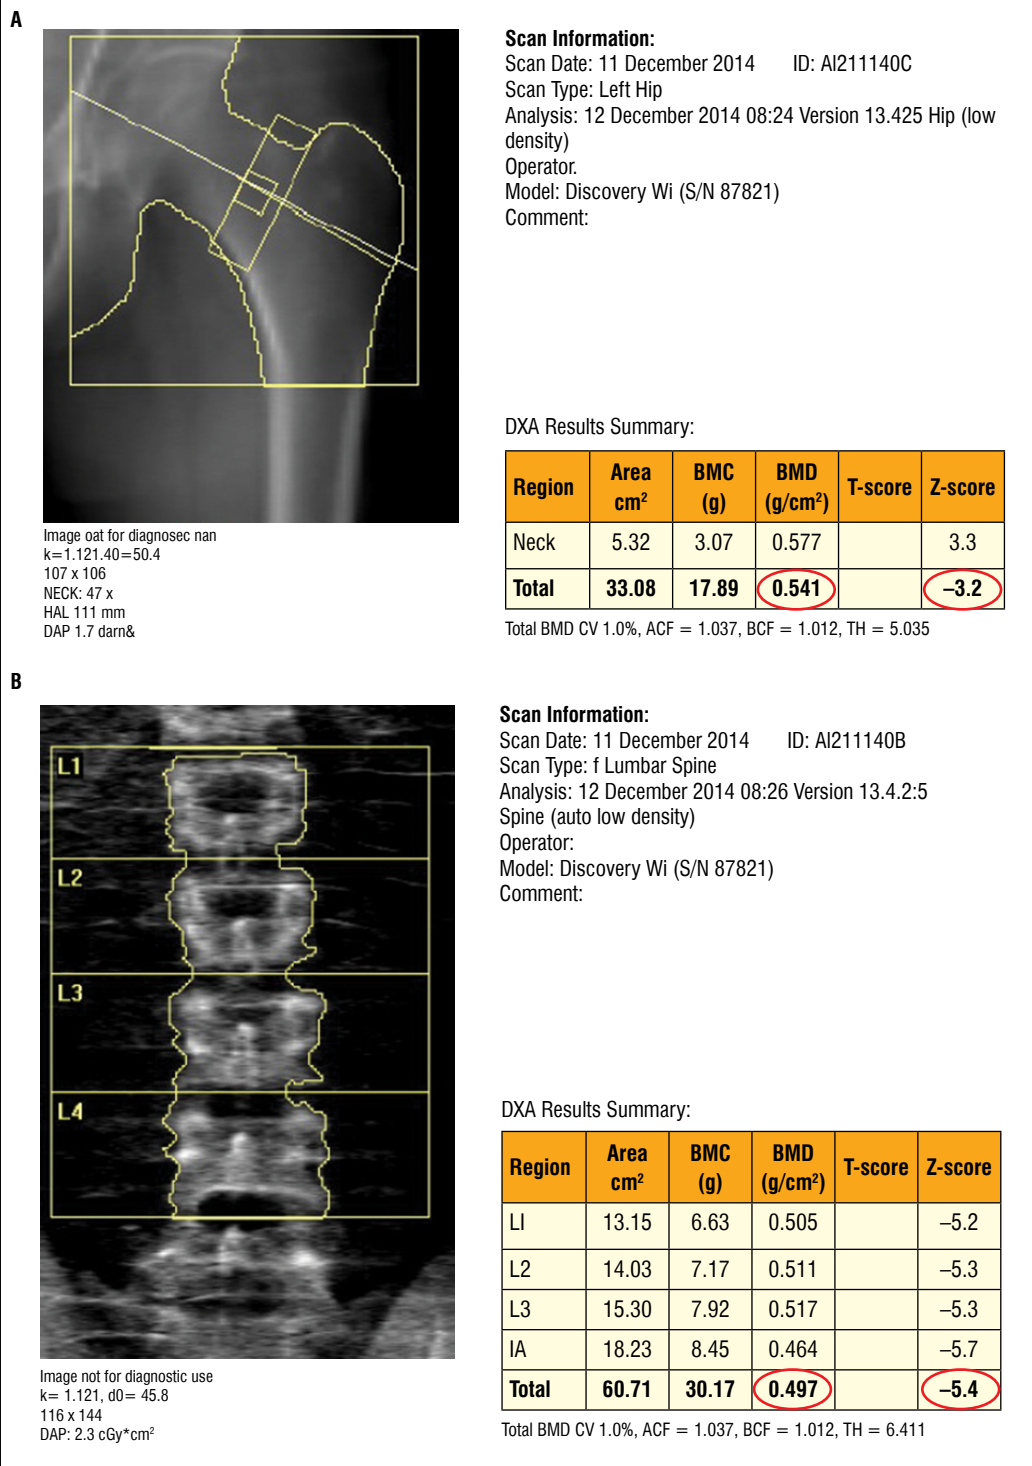 A
Scan Information:
Scan Date: 11 December 2014 ID: AI211140C
Scan Type: Left Hip
Analysis: 12 December 2014 08:24 Version 13.425 Hip (low
density)
Operator.
Model: Discovery Wi (S/N 87821)
Comment:
Image oat for diagnosec nan
k=1.121.40=50.4
107 x 106
NECK: 47 x
HAL 111 mm
DAP 1.7 darn&
DXA Results Summary:
Region Area cm² BMC (g) BMD (g/cm²) T-score Z-score
Neck 5.32 3.07 0.577 3.3
Total 33.08 17.89 0.541 –3.2
Total BMD CV 1.0%, ACF = 1.037, BCF = 1.012, TH = 5.035
B
L1
L2
L3
L4
Scan Information:
Scan Date: 11 December 2014 ID: AI211140B
Scan Type: f Lumbar Spine
Analysis: 12 December 2014 08:26 Version 13.4.2:5
Spine (auto low density)
Operator:
Model: Discovery Wi (S/N 87821)
Comment:
Image not for diagnostic use
k= 1.121, d0= 45.8
116 x 144
DAP: 2.3 cGy*cm²
DXA Results Summary:
Region Area cm² BMC (g) BMD (g/cm²) T-score Z-score
LI 13.15 6.63 0.505 –5.2
L2 14.03 7.17 0.511 –5.3
L3 15.30 7.92 0.517 –5.3
IA 18.23 8.45 0.464 –5.7
Total 60.71 30.17 0.497 –5.4
Total BMD CV 1.0%, ACF = 1.037, BCF = 1.012, TH = 6.411